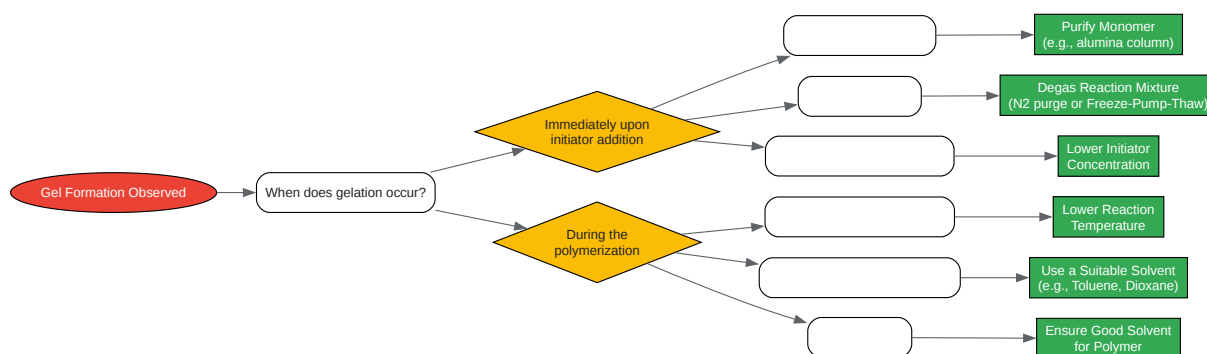 Gel Formation Observed
When does gelation occur?
Immediately upon
initiator addition
During the
polymerization
Purify Monomer
(e.g., alumina column)
Degas Reaction Mixture
(N2 purge or Freeze-Pump-Thaw)
Lower Initiator
Concentration
Lower Reaction
Temperature
Use a Suitable Solvent
(e.g., Toluene, Dioxane)
Ensure Good Solvent
for Polymer